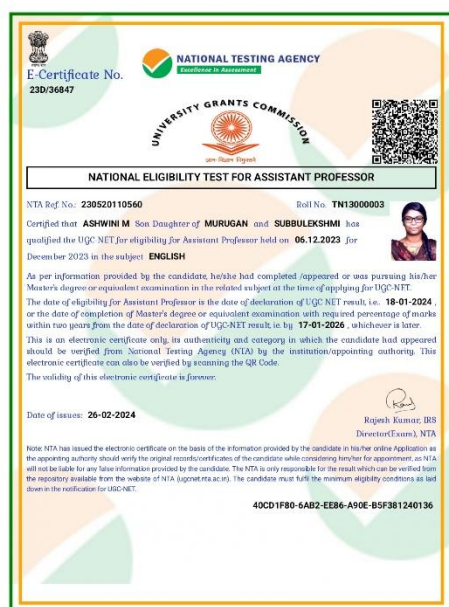 NATIONAL TESTING AGENCY
Excellence in Assessment
E-Certificate No.
23D/36847
UNIVERSITY GRANTS COMMISSION
ज्ञान-विज्ञान विमुक्तये
NATIONAL ELIGIBILITY TEST FOR ASSISTANT PROFESSOR
NTA Ref. No.: 230520110560 Roll No. TN13000003
Certified that ASHWINI M Son Daughter of MURUGAN and SUBBULEKSHMI has
qualified the UGC-NET for eligibility for Assistant Professor held on 06.12.2023 for
December 2023 in the subject ENGLISH
As per information provided by the candidate, he/she had completed /appeared or was pursuing his/her
Master's degree or equivalent examination in the related subject at the time of applying for UGC-NET.
The date of eligibility for Assistant Professor is the date of declaration of UGC NET result, i.e. 18-01-2024 ,
or the date of completion of Master's degree or equivalent examination with required percentage of marks
within two years from the date of declaration of UGC-NET result, i.e. by 17-01-2026 , whichever is later.
This is an electronic certificate only, its authenticity and category in which the candidate had appeared
should be verified from National Testing Agency (NTA) by the institution/appointing authority. This
electronic certificate can also be verified by scanning the QR Code.
The validity of this electronic certificate is forever.
Date of issues: 26-02-2024
Rajesh Kumar, IRS
Director(Exam), NTA
Note: NTA has issued the electronic certificate on the basis of the information provided by the candidate in his/her online Application as
the appointing authority should verify the original records/certificates of the candidate while considering him/her for appointment, as NTA
will not be liable for any false information provided by the candidate. The NTA is only responsible for the result which can be verified from
the repository available from the website of NTA (ugcnet.nta.ac.in). The candidate must fulfil the minimum eligibility conditions as laid
down in the notification for UGC-NET.
40CD1F80-6AB2-EE86-A90E-B5F381240136